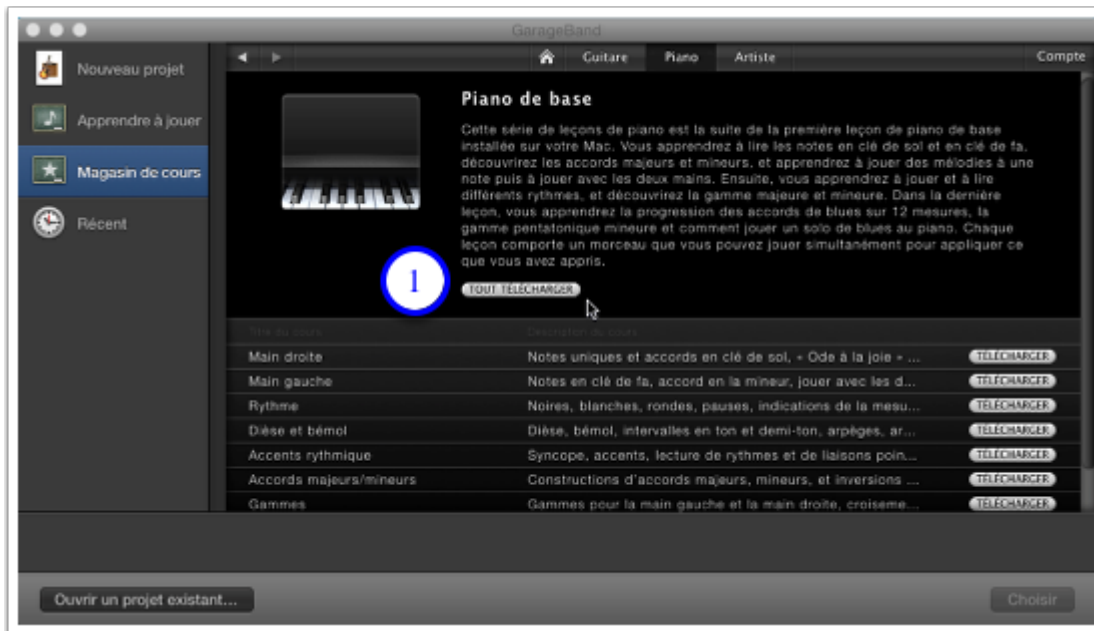 GarageBand
Nouveau projet
Apprendre à jouer
Magasin de cours
Récent
Guitare Piano Artiste Compte
Piano de base
Cette série de leçons de piano est la suite de la première leçon de piano de base
installée sur votre Mac. Vous apprendrez à lire les notes en clé de sol et en clé de fa,
découvrirez les accords majeurs et mineurs, et apprendrez à jouer des mélodies à une
note puis à jouer avec les deux mains. Ensuite, vous apprendrez à jouer et à lire
différents rythmes, et découvrirez la gamme majeure et mineure. Dans la dernière
leçon, vous apprendrez la progression des accords de blues sur 12 mesures, la
gamme pentatonique mineure et comment jouer un solo de blues au piano. Chaque
leçon comporte un morceau que vous pouvez jouer simultanément pour appliquer ce
que vous avez appris.
1
TOUT TÉLÉCHARGER
Titre du cours Description du cours
Main droite Notes uniques et accords en clé de sol, « Ode à la joie » ... TÉLÉCHARGER
Main gauche Notes en clé de fa, accord en la mineur, jouer avec les d... TÉLÉCHARGER
Rythme Noires, blanches, rondes, pauses, indications de la mesu... TÉLÉCHARGER
Dièse et bémol Dièse, bémol, intervalles en ton et demi-ton, arpèges, ar... TÉLÉCHARGER
Accents rythmique Syncope, accents, lecture de rythmes et de liaisons poin... TÉLÉCHARGER
Accords majeurs/mineurs Constructions d'accords majeurs, mineurs, et inversions ... TÉLÉCHARGER
Gammes Gammes pour la main gauche et la main droite, croiseme... TÉLÉCHARGER
Ouvrir un projet existant... Choisir